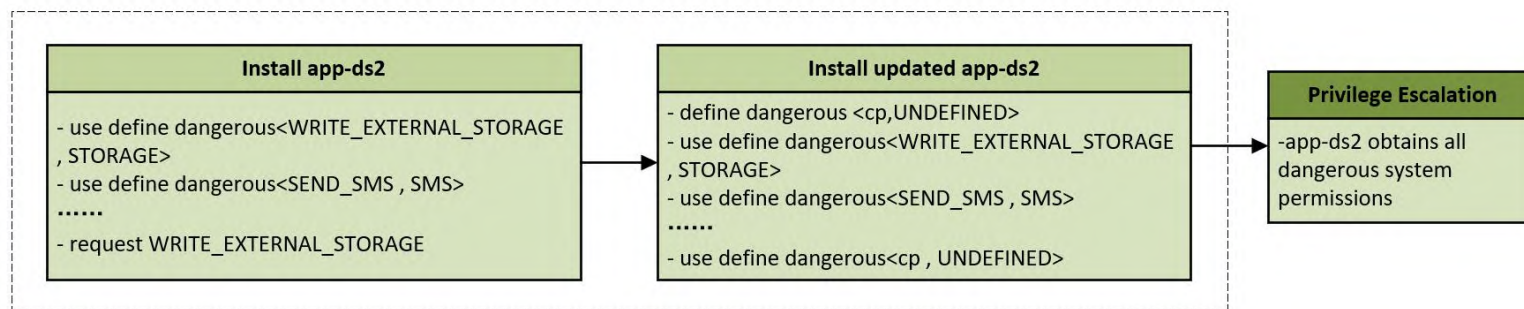 Install app-ds2
- use define dangerous<WRITE_EXTERNAL_STORAGE
, STORAGE>
- use define dangerous<SEND_SMS , SMS>
……
- request WRITE_EXTERNAL_STORAGE
Install updated app-ds2
- define dangerous <cp,UNDEFINED>
- use define dangerous<WRITE_EXTERNAL_STORAGE
, STORAGE>
- use define dangerous<SEND_SMS , SMS>
……
- use define dangerous<cp , UNDEFINED>
Privilege Escalation
-app-ds2 obtains all
dangerous system
permissions